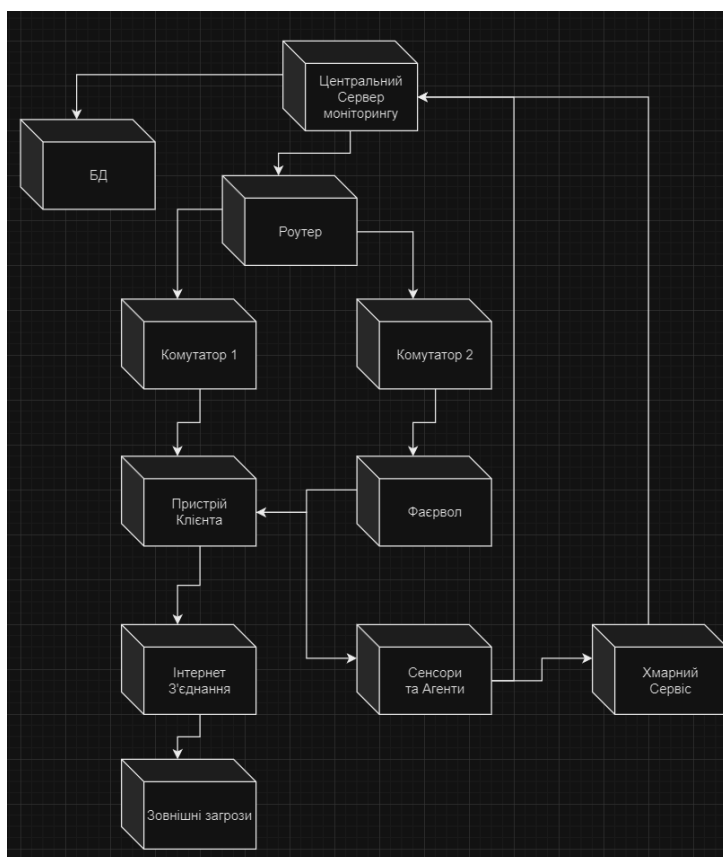 Центральний
Сервер
моніторингу
БД
Роутер
Комутатор 1
Комутатор 2
Пристрій
Клієнта
Фаєрвол
Інтернет
З'єднання
Сенсори
та Агенти
Хмарний
Сервіс
Зовнішні загрози